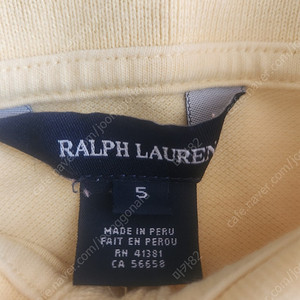 RALPH LAUREN
5
MADE IN PERU
FAIT EN PEROU
RN 41381
CA 56658